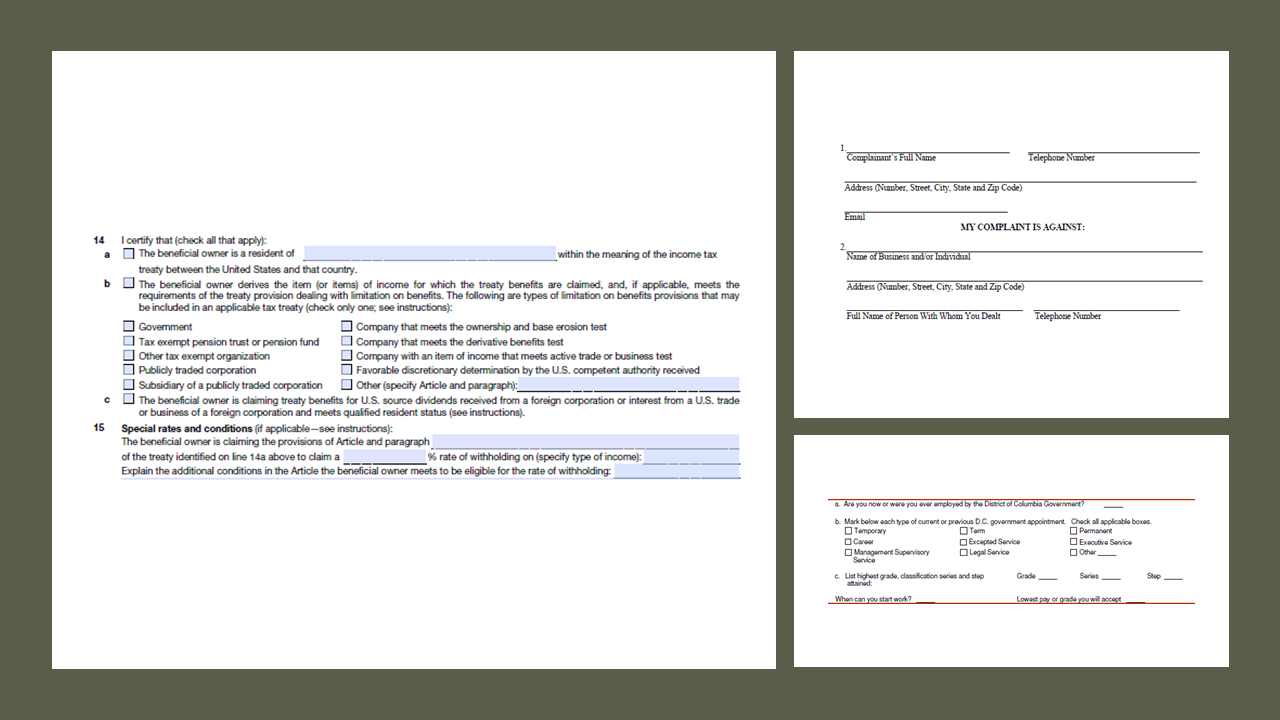 14 I certify that (check all that apply):
a The beneficial owner is a resident of within the meaning of the income tax
treaty between the United States and that country.
b The beneficial owner derives the item (or items) of income for which the treaty benefits are claimed, and, if applicable, meets the
requirements of the treaty provision dealing with limitation on benefits. The following are types of limitation on benefits provisions that may
be included in an applicable tax treaty (check only one; see instructions):
Government Company that meets the ownership and base erosion test
Tax exempt pension trust or pension fund Company that meets the derivative benefits test
Other tax exempt organization Company with an item of income that meets active trade or business test
Publicly traded corporation Favorable discretionary determination by the U.S. competent authority received
Subsidiary of a publicly traded corporation Other (specify Article and paragraph):
c The beneficial owner is claiming treaty benefits for U.S. source dividends received from a foreign corporation or interest from a U.S. trade
or business of a foreign corporation and meets qualified resident status (see instructions).
15 Special rates and conditions (if applicable—see instructions):
The beneficial owner is claiming the provisions of Article and paragraph
of the treaty identified on line 14a above to claim a % rate of withholding on (specify type of income):
Explain the additional conditions in the Article the beneficial owner meets to be eligible for the rate of withholding:
1.
Complainant's Full Name Telephone Number
Address (Number, Street, City, State and Zip Code)
Email
MY COMPLAINT IS AGAINST:
2.
Name of Business and/or Individual
Address (Number, Street, City, State and Zip Code)
Full Name of Person With Whom You Dealt Telephone Number
a. Are you now or were you ever employed by the District of Columbia Government?
b. Mark below each type of current or previous D.C. government appointment. Check all applicable boxes.
Temporary Term Permanent
Career Excepted Service Executive Service
Management Supervisory Legal Service Other
Service
c. List highest grade, classification series and step Grade Series Step
attained:
When can you start work? Lowest pay or grade you will accept